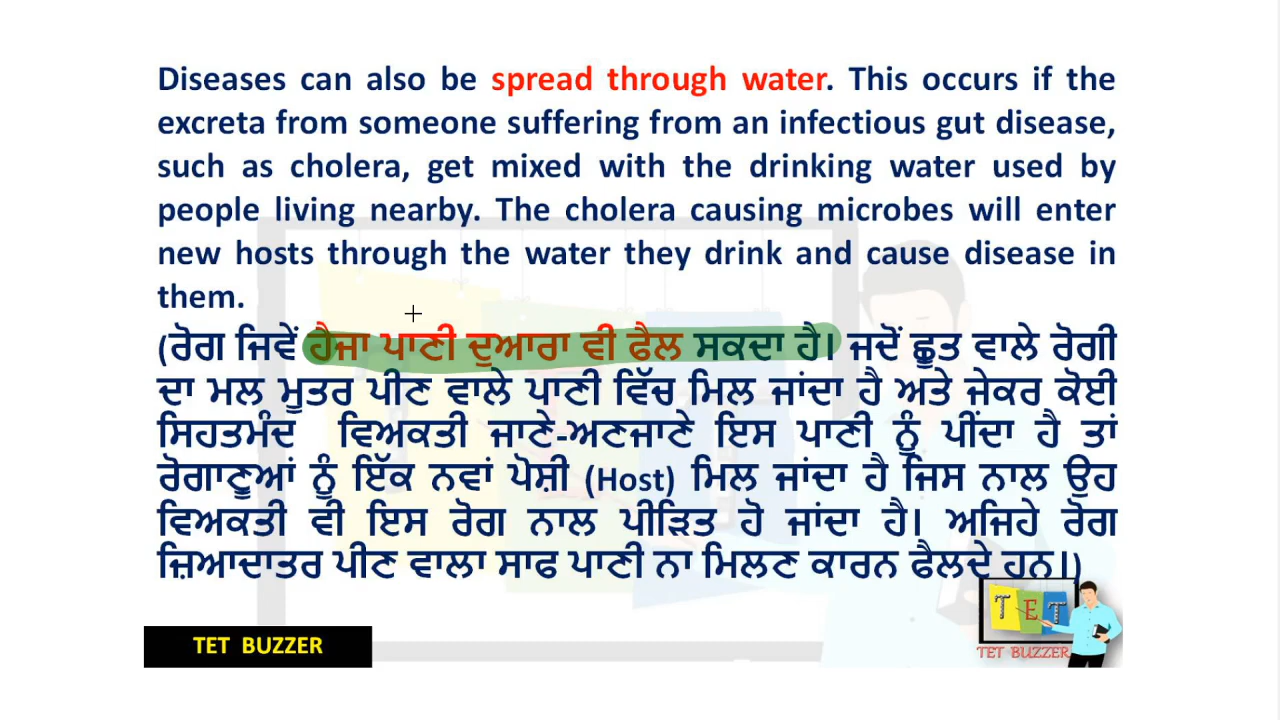 Diseases can also be spread through water. This occurs if the
excreta from someone suffering from an infectious gut disease,
such as cholera, get mixed with the drinking water used by
people living nearby. The cholera causing microbes will enter
new hosts through the water they drink and cause disease in
them.
(ਰੋਗ ਜਿਵੇਂ ਹੈਜਾ ਪਾਣੀ ਦੁਆਰਾ ਵੀ ਫੈਲ ਸਕਦਾ ਹੈ। ਜਦੋਂ ਛੂਤ ਵਾਲੇ ਰੋਗੀ
ਦਾ ਮਲ ਮੂਤਰ ਪੀਣ ਵਾਲੇ ਪਾਣੀ ਵਿੱਚ ਮਿਲ ਜਾਂਦਾ ਹੈ ਅਤੇ ਜੇਕਰ ਕੋਈ
ਸਿਹਤਮੰਦ ਵਿਅਕਤੀ ਜਾਣੇ-ਅਣਜਾਣੇ ਇਸ ਪਾਣੀ ਨੂੰ ਪੀਂਦਾ ਹੈ ਤਾਂ
ਰੋਗਾਣੂਆਂ ਨੂੰ ਇੱਕ ਨਵਾਂ ਪੋਸ਼ੀ (Host) ਮਿਲ ਜਾਂਦਾ ਹੈ ਜਿਸ ਨਾਲ ਉਹ
ਵਿਅਕਤੀ ਵੀ ਇਸ ਰੋਗ ਨਾਲ ਪੀੜਿਤ ਹੋ ਜਾਂਦਾ ਹੈ। ਅਜਿਹੇ ਰੋਗ
ਜ਼ਿਆਦਾਤਰ ਪੀਣ ਵਾਲਾ ਸਾਫ ਪਾਣੀ ਨਾ ਮਿਲਣ ਕਾਰਨ ਫੈਲਦੇ ਹਨ।)
TET
TET BUZZER
TET BUZZER